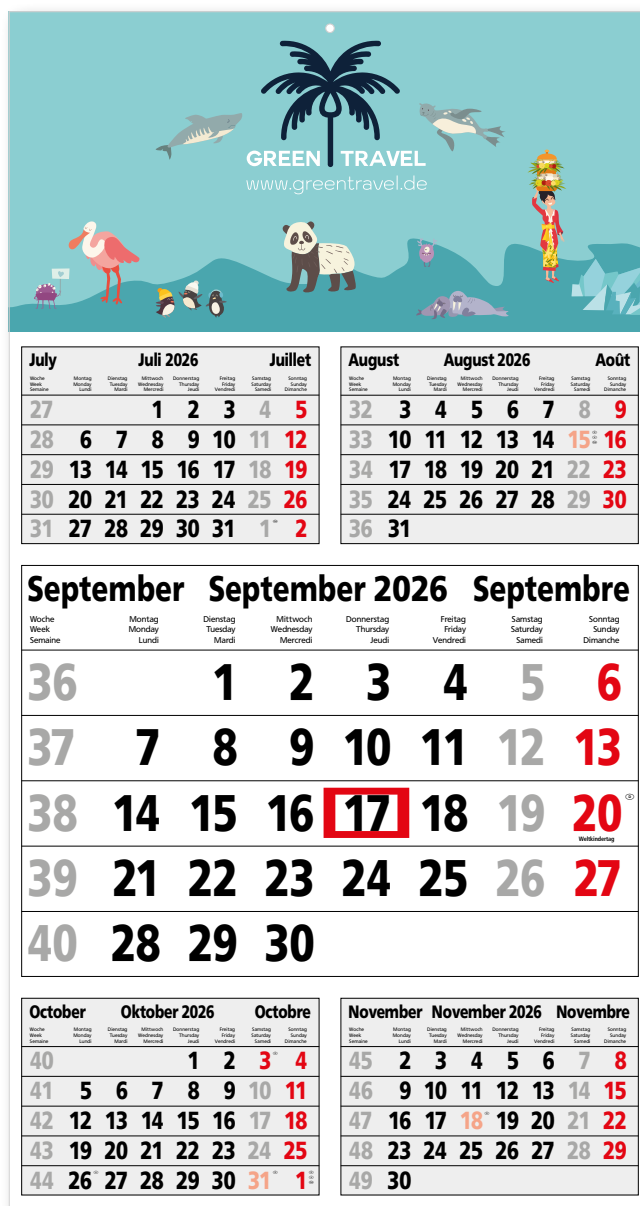 GREEN TRAVEL
www.greentravel.de
July Juli 2026 Juillet
Woche Montag Dienstag Mittwoch Donnerstag Freitag Samstag Sonntag
Week Monday Tuesday Wednesday Thursday Friday Saturday Sunday
Semaine Lundi Mardi Mercredi Jeudi Vendredi Samedi Dimanche
27 1 2 3 4 5
28 6 7 8 9 10 11 12
29 13 14 15 16 17 18 19
30 20 21 22 23 24 25 26
31 27 28 29 30 31 1 2
August August 2026 Août
Woche Montag Dienstag Mittwoch Donnerstag Freitag Samstag Sonntag
Week Monday Tuesday Wednesday Thursday Friday Saturday Sunday
Semaine Lundi Mardi Mercredi Jeudi Vendredi Samedi Dimanche
32 3 4 5 6 7 8 9
33 10 11 12 13 14 15 16
34 17 18 19 20 21 22 23
35 24 25 26 27 28 29 30
36 31
September September 2026 Septembre
Woche Montag Dienstag Mittwoch Donnerstag Freitag Samstag Sonntag
Week Monday Tuesday Wednesday Thursday Friday Saturday Sunday
Semaine Lundi Mardi Mercredi Jeudi Vendredi Samedi Dimanche
36 1 2 3 4 5 6
37 7 8 9 10 11 12 13
38 14 15 16 17 18 19 20
Weltkindertag
39 21 22 23 24 25 26 27
40 28 29 30
October Oktober 2026 Octobre
Woche Montag Dienstag Mittwoch Donnerstag Freitag Samstag Sonntag
Week Monday Tuesday Wednesday Thursday Friday Saturday Sunday
Semaine Lundi Mardi Mercredi Jeudi Vendredi Samedi Dimanche
40 1 2 3 4
41 5 6 7 8 9 10 11
42 12 13 14 15 16 17 18
43 19 20 21 22 23 24 25
44 26 27 28 29 30 31 1
November November 2026 Novembre
Woche Montag Dienstag Mittwoch Donnerstag Freitag Samstag Sonntag
Week Monday Tuesday Wednesday Thursday Friday Saturday Sunday
Semaine Lundi Mardi Mercredi Jeudi Vendredi Samedi Dimanche
45 2 3 4 5 6 7 8
46 9 10 11 12 13 14 15
47 16 17 18 19 20 21 22
48 23 24 25 26 27 28 29
49 30